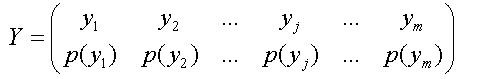 Y = ( y₁ y₂ ... yⱼ ... yₘ
p(y₁) p(y₂) ... p(yⱼ) ... p(yₘ) )